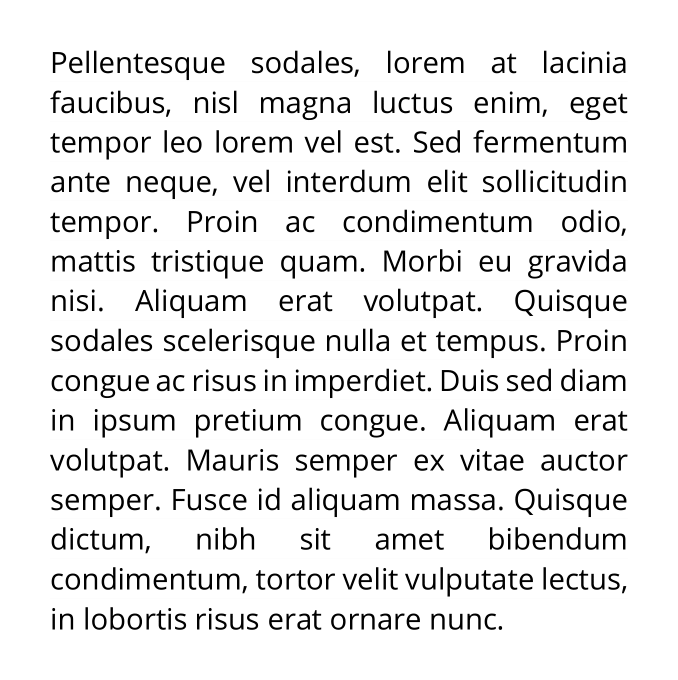 Pellentesque sodales, lorem at lacinia
faucibus, nisl magna luctus enim, eget
tempor leo lorem vel est. Sed fermentum
ante neque, vel interdum elit sollicitudin
tempor. Proin ac condimentum odio,
mattis tristique quam. Morbi eu gravida
nisi. Aliquam erat volutpat. Quisque
sodales scelerisque nulla et tempus. Proin
congue ac risus in imperdiet. Duis sed diam
in ipsum pretium congue. Aliquam erat
volutpat. Mauris semper ex vitae auctor
semper. Fusce id aliquam massa. Quisque
dictum, nibh sit amet bibendum
condimentum, tortor velit vulputate lectus,
in lobortis risus erat ornare nunc.